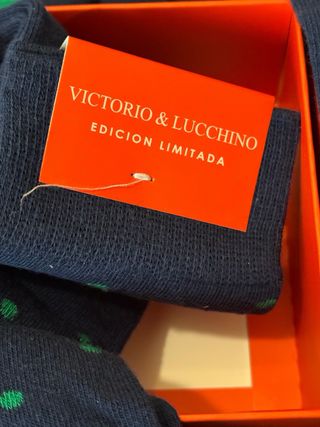 VICTORIO & LUCCHINO
EDICION LIMITADA